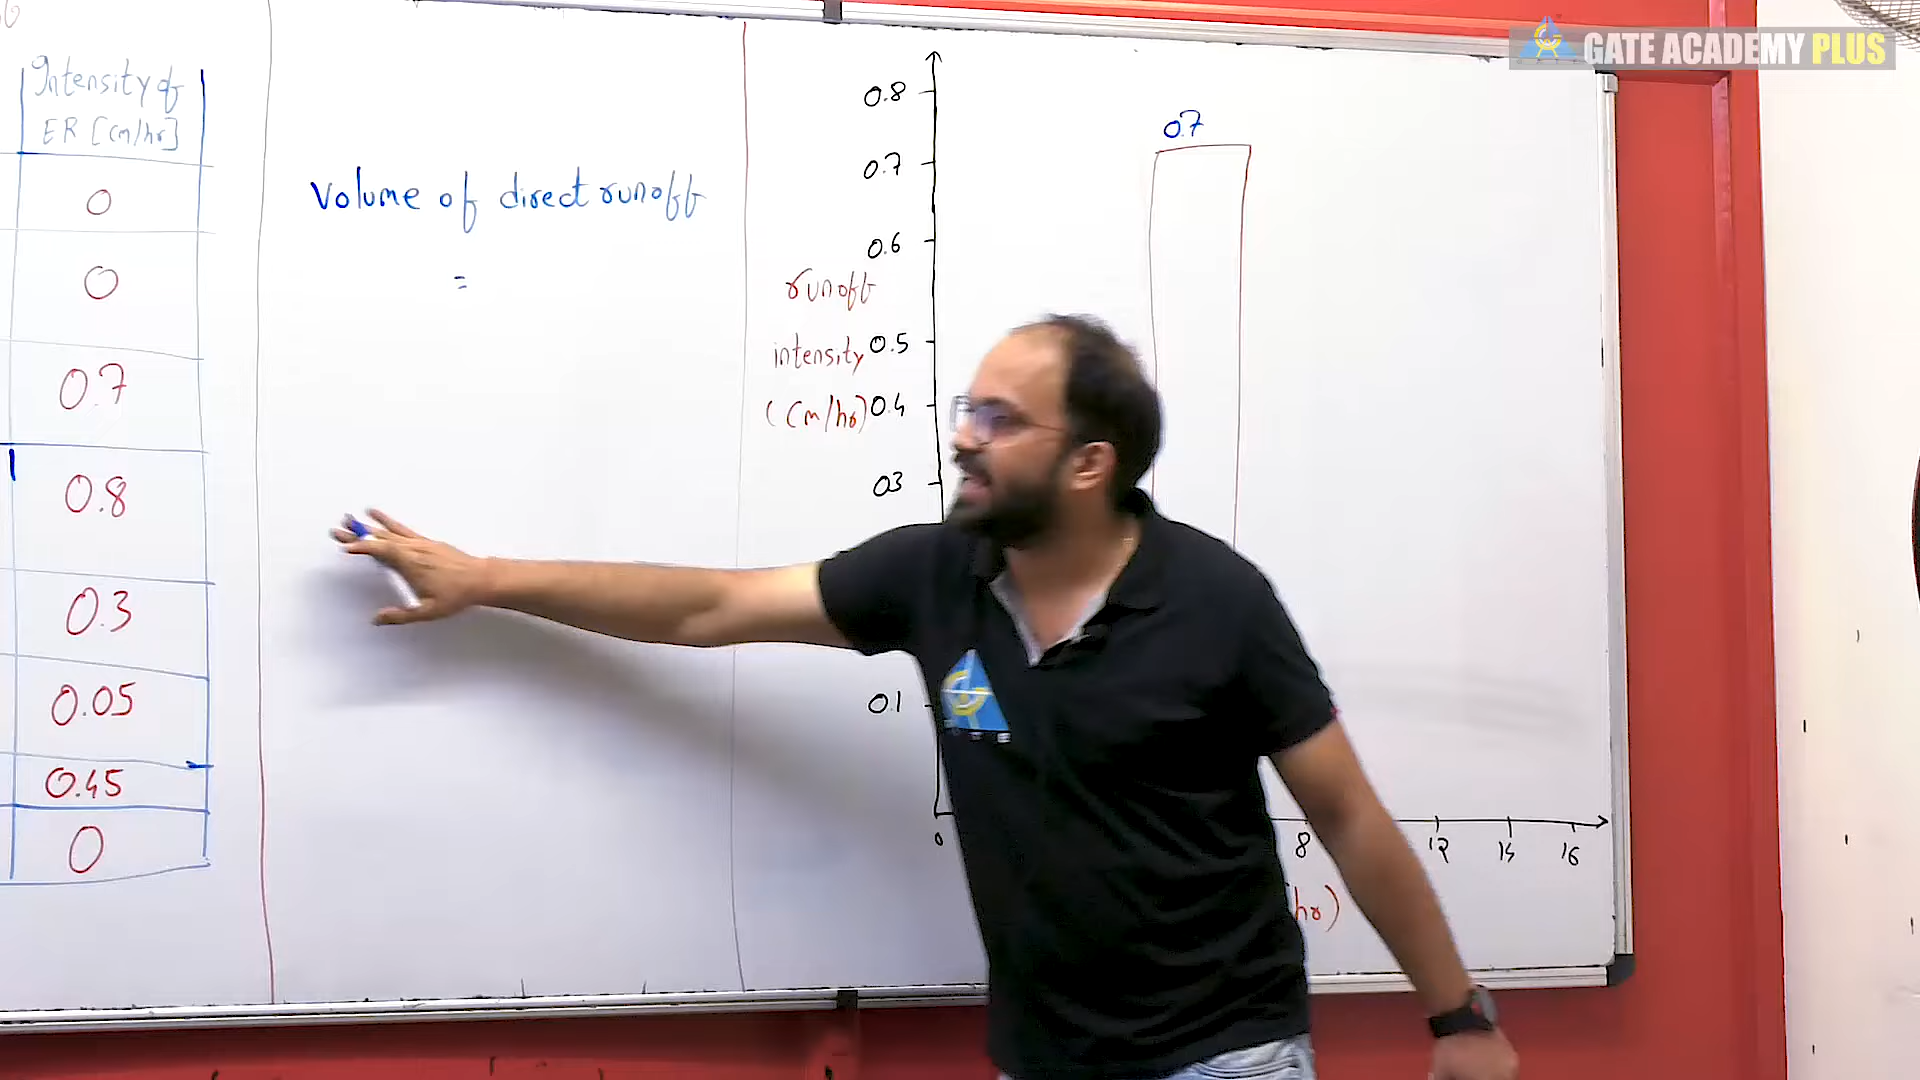 GATE ACADEMY PLUS
Intensity of
ER [cm/hr]
0
0
0.7
0.8
0.3
0.05
0.45
0
Volume of direct runoff
=
0.7
0.8
0.7
0.6
0.5
0.4
03
0.1
runoff
intensity
(cm/hr)
0
8
12
14
16
hr)